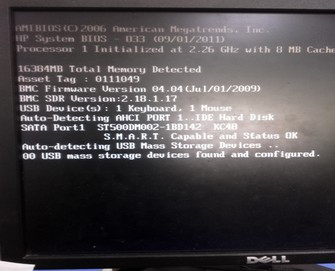 AMIBIOS(C)2006 American Megatrends, Inc.
HP System BIOS - O33 (09/01/2011)
Processor 1 Initialized at 2.26 GHz with 8 MB Cache
16384MB Total Memory Detected
Asset Tag : 0111049
BMC Firmware Version 04.04(Jul/01/2009)
BMC SDR Version:2.18.1.17
USB Device(s): 1 Keyboard, 1 Mouse
Auto-Detecting AHCI PORT 1..IDE Hard Disk
SATA Port1 ST500DM002-1BD142 KC48
S.M.A.R.T. Capable and Status OK
Auto-detecting USB Mass Storage Devices ..
00 USB mass storage devices found and configured.
DELL